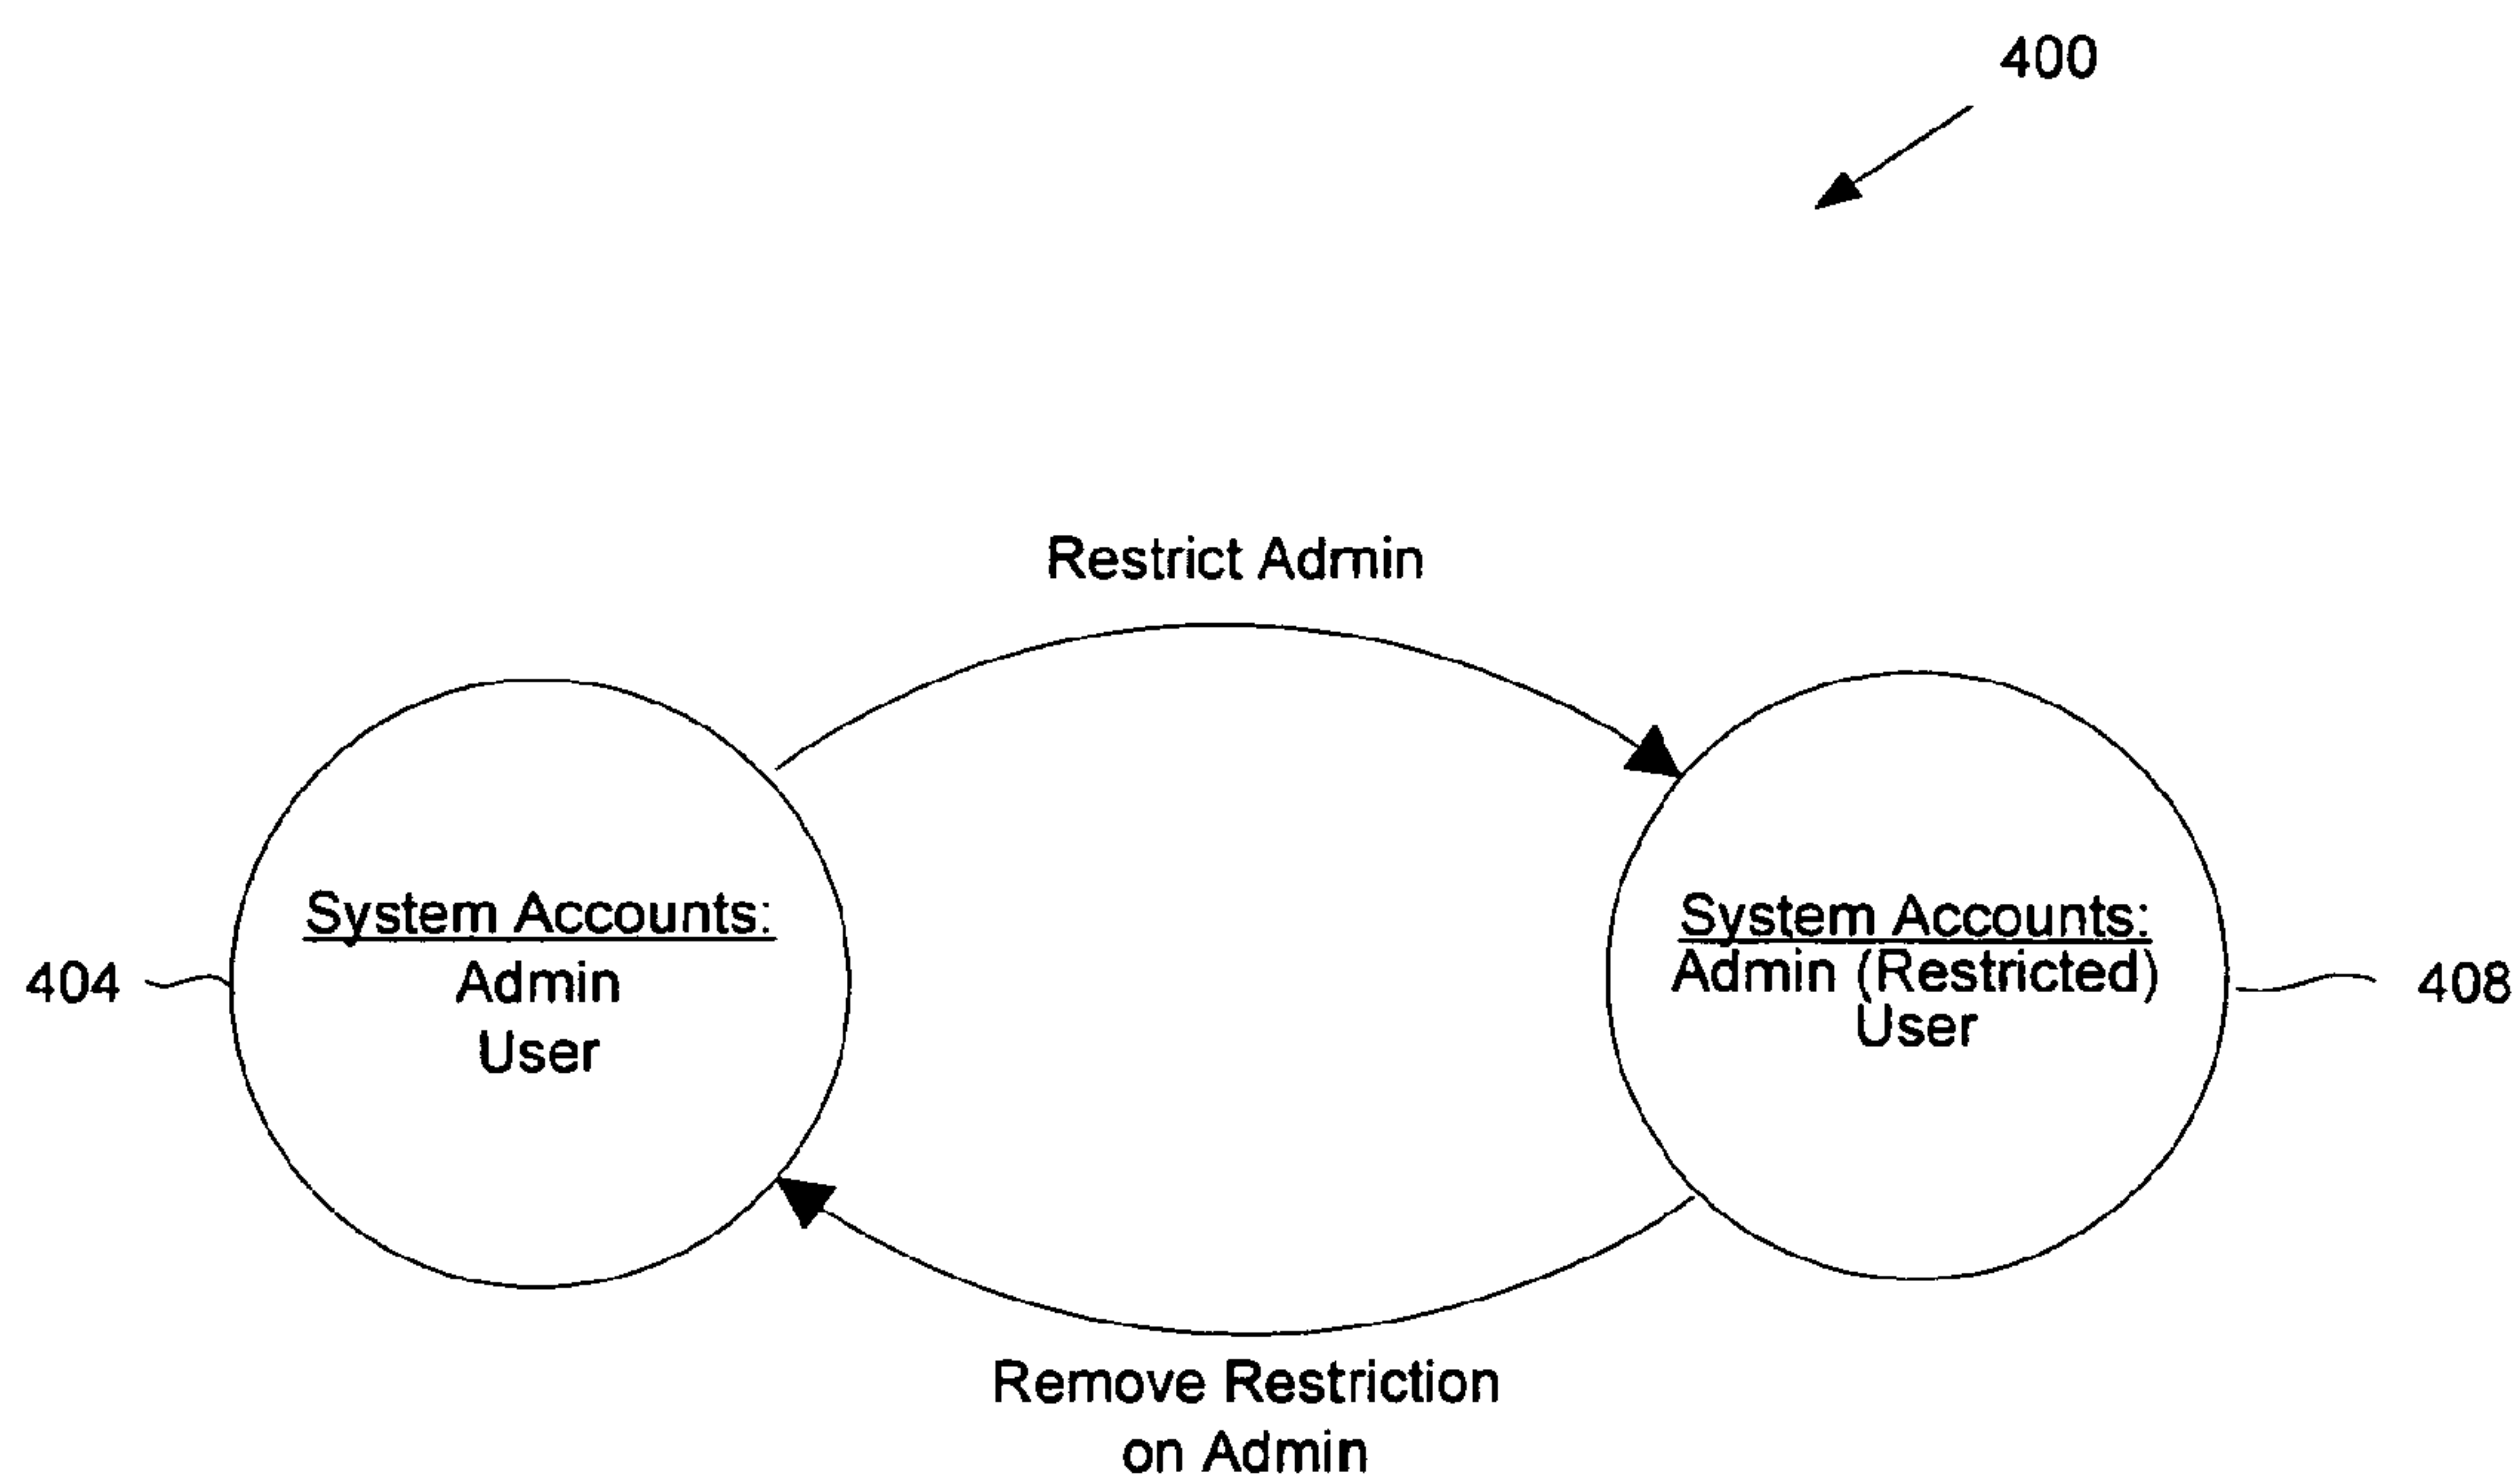 400
Restrict Admin
System Accounts:
Admin
User
404
System Accounts:
Admin (Restricted)
User
408
Remove Restriction
on Admin